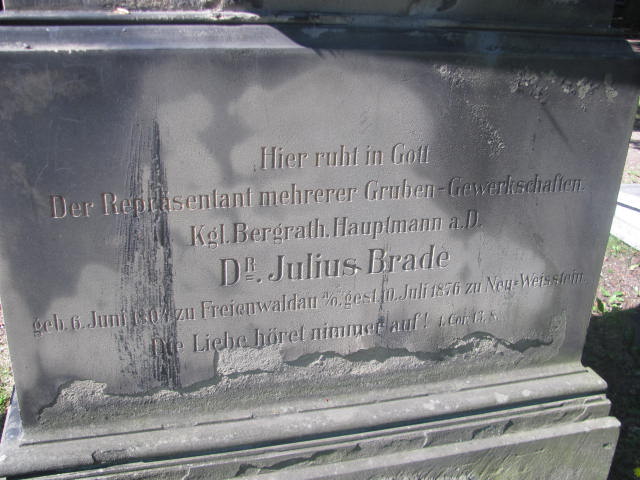 Hier ruht in Gott
Der Repräsentant mehrerer Gruben-Gewerkschaften.
Kgl. Bergrath. Hauptmann a. D.
DR. Julius Brade
geb. 6. Juni zu Freienwaldau a/O. gest. 10. Juli 1876 zu Neu-Weisstein.
Die Liebe höret nimmer auf! 1. Cor. 13. 8.